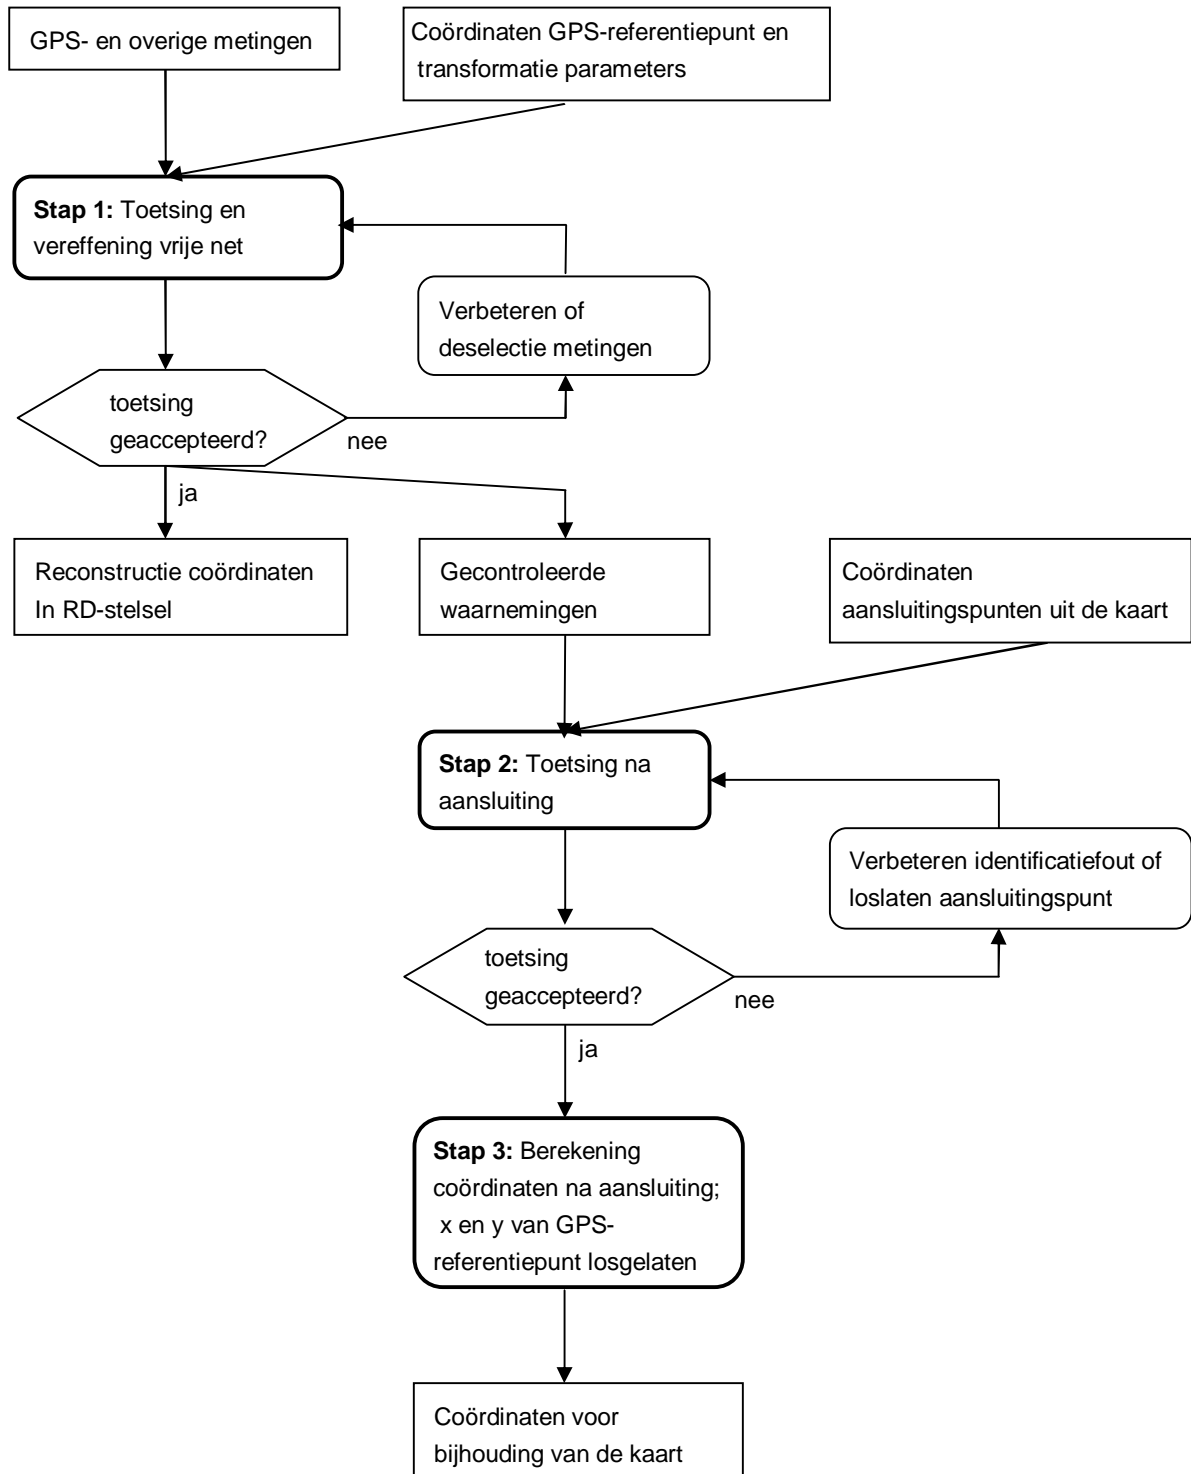 GPS- en overige metingen
Coördinaten GPS-referentiepunt en
transformatie parameters
Stap 1: Toetsing en
vereffening vrije net
Verbeteren of
deselectie metingen
toetsing
geaccepteerd?
nee
ja
Reconstructie coördinaten
In RD-stelsel
Gecontroleerde
waarnemingen
Coördinaten
aansluitingspunten uit de kaart
Stap 2: Toetsing na
aansluiting
Verbeteren identificatiefout of
loslaten aansluitingspunt
toetsing
geaccepteerd?
nee
ja
Stap 3: Berekening
coördinaten na aansluiting;
x en y van GPS-
referentiepunt losgelaten
Coördinaten voor
bijhouding van de kaart